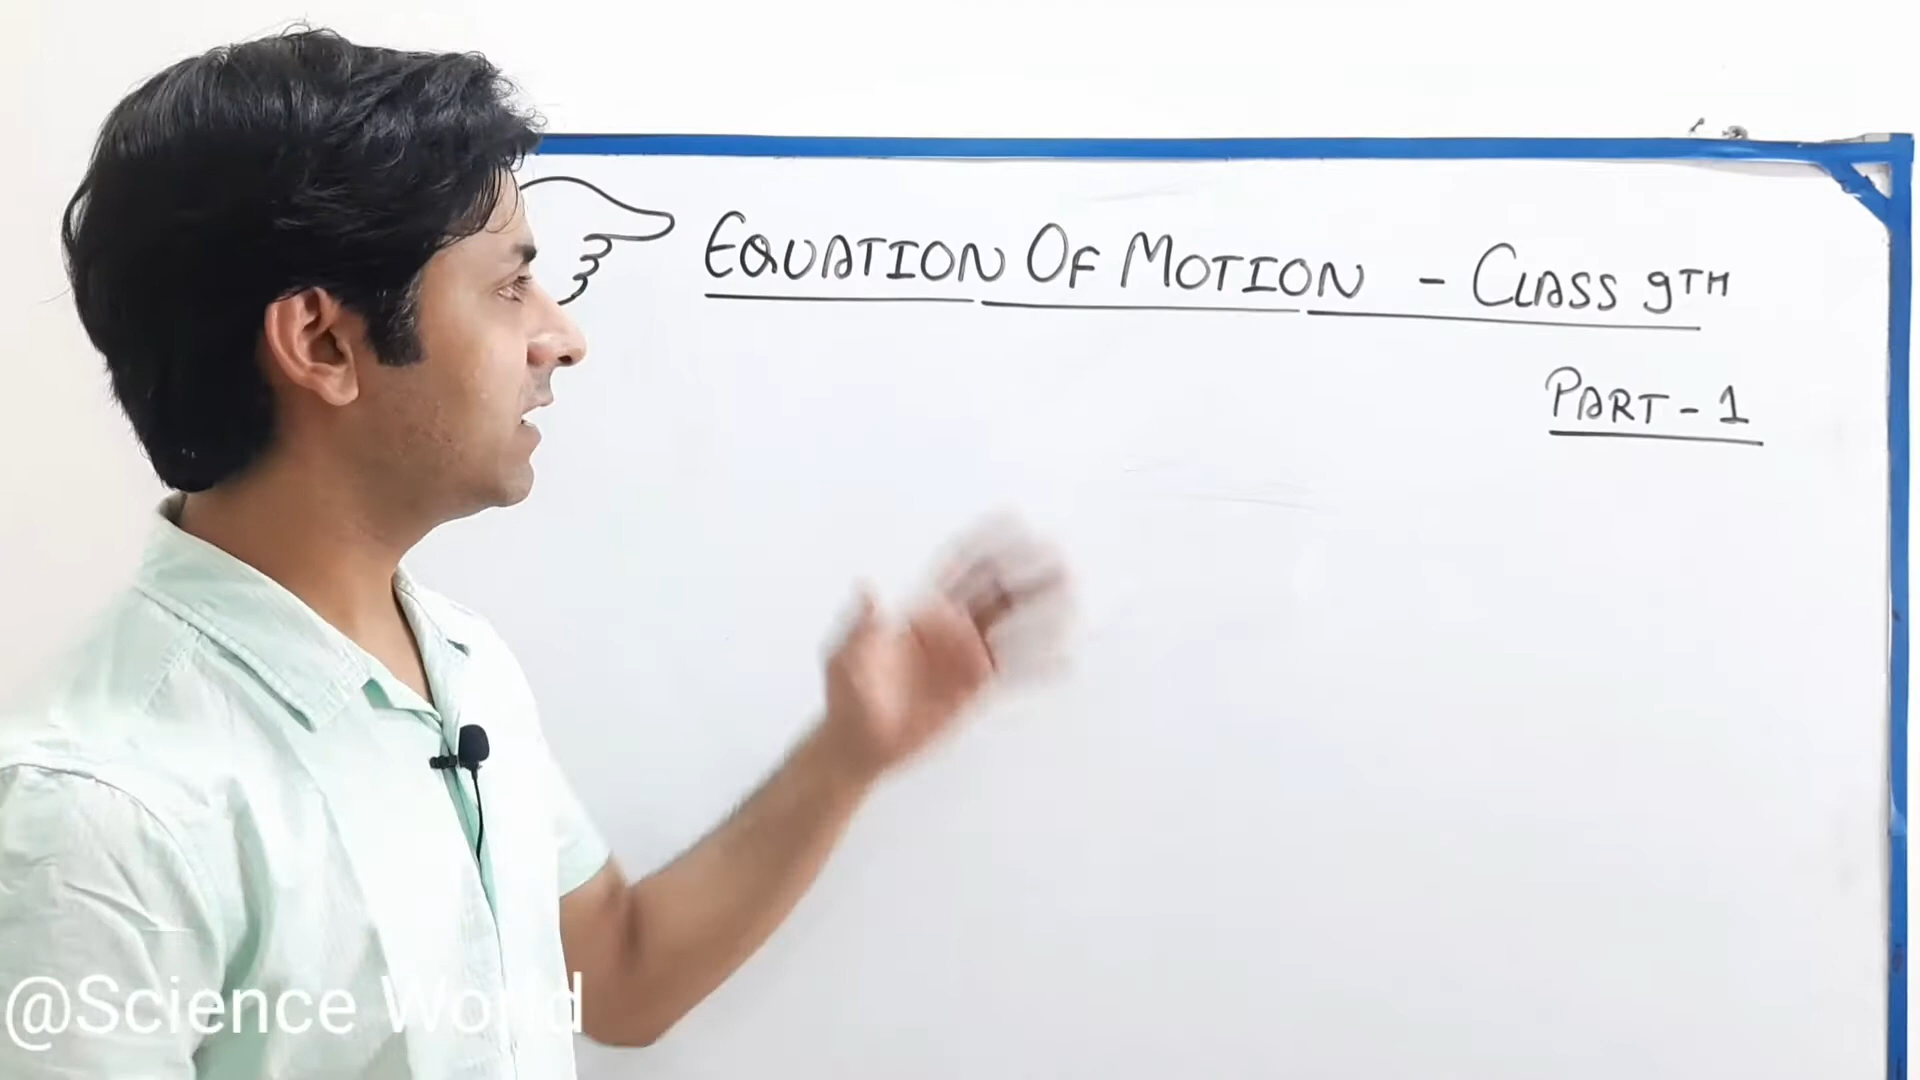 EQUATION OF MOTION - CLASS 9TH
PART - 1
@Science World